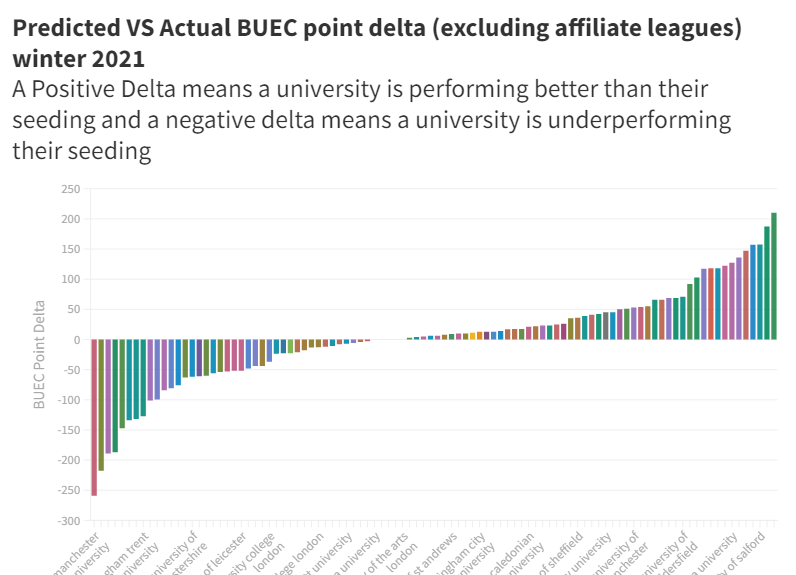 Predicted VS Actual BUEC point delta (excluding affiliate leagues)
winter 2021
A Positive Delta means a university is performing better than their
seeding and a negative delta means a university is underperforming
their seeding
250
200
150
100
50
0
-50
-100
-150
-200
-250
-300
BUEC Point Delta
manchester
university
gham trent
university
university of
stershire
of leicester
sity college
london
lege london
t university
a university
of the arts
london
st andrews
ingham city
university
caledonian
university
of sheffield
y university
university of
nchester
university of
dersfield
a university
y of salford